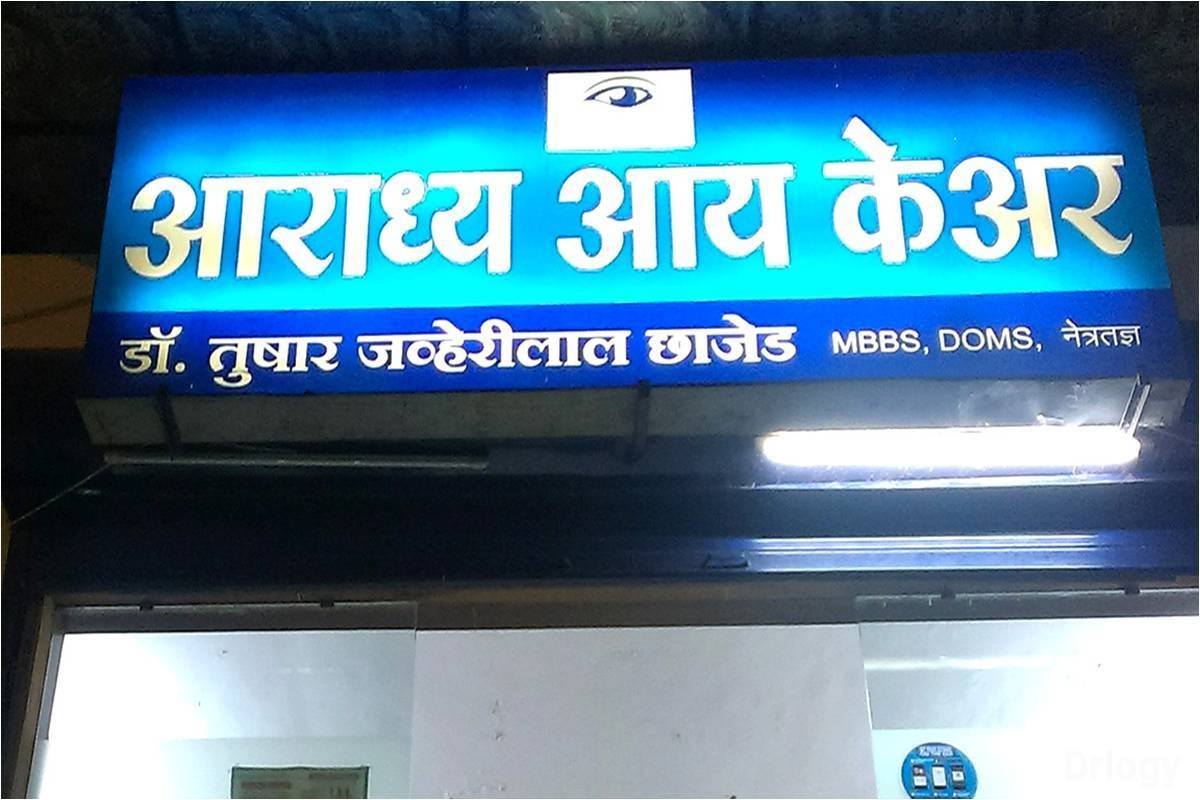 आराध्य आय केअर
डॉ. तुषार जव्हेरीलाल छाजेड MBBS, DOMS, नेत्रतज्ञ
Drlogy